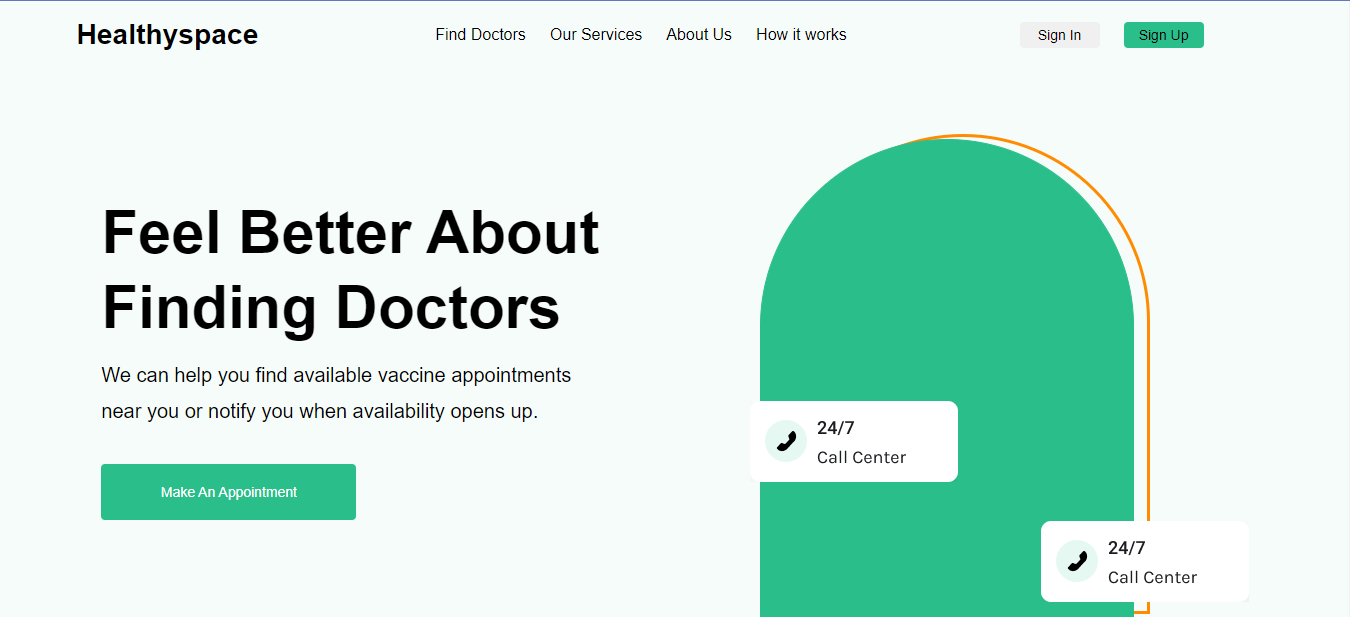 Healthyspace
Find Doctors
Our Services
About Us
How it works
Sign In
Sign Up
Feel Better About
Finding Doctors
We can help you find available vaccine appointments
near you or notify you when availability opens up.
Make An Appointment
24/7
Call Center
24/7
Call Center